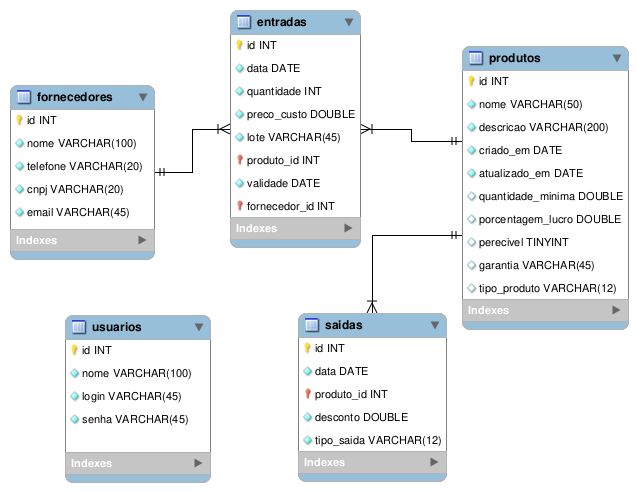 fornecedores
id INT
nome VARCHAR(100)
telefone VARCHAR(20)
cnpj VARCHAR(20)
email VARCHAR(45)
Indexes
entradas
id INT
data DATE
quantidade INT
preco_custo DOUBLE
lote VARCHAR(45)
produto_id INT
validade DATE
fornecedor_id INT
Indexes
produtos
id INT
nome VARCHAR(50)
descricao VARCHAR(200)
criado_em DATE
atualizado_em DATE
quantidade_minima DOUBLE
porcentagem_lucro DOUBLE
perecivel TINYINT
garantia VARCHAR(45)
tipo_produto VARCHAR(12)
Indexes
usuarios
id INT
nome VARCHAR(100)
login VARCHAR(45)
senha VARCHAR(45)
Indexes
saidas
id INT
data DATE
produto_id INT
desconto DOUBLE
tipo_saida VARCHAR(12)
Indexes